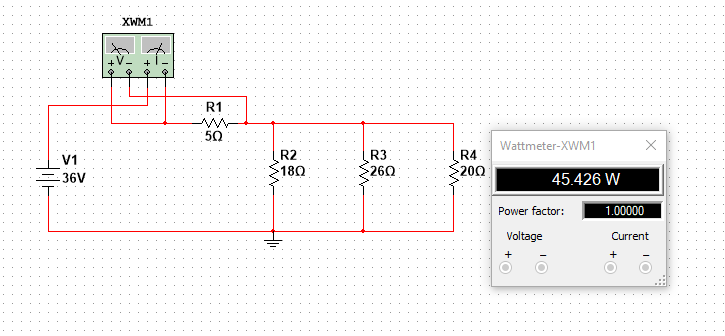 XWM1
+ V − + I −
R1
5Ω
V1
36V
R2
18Ω
R3
26Ω
R4
20Ω
Wattmeter-XWM1
45.426 W
Power factor: 1.00000
Voltage Current
+ − + −